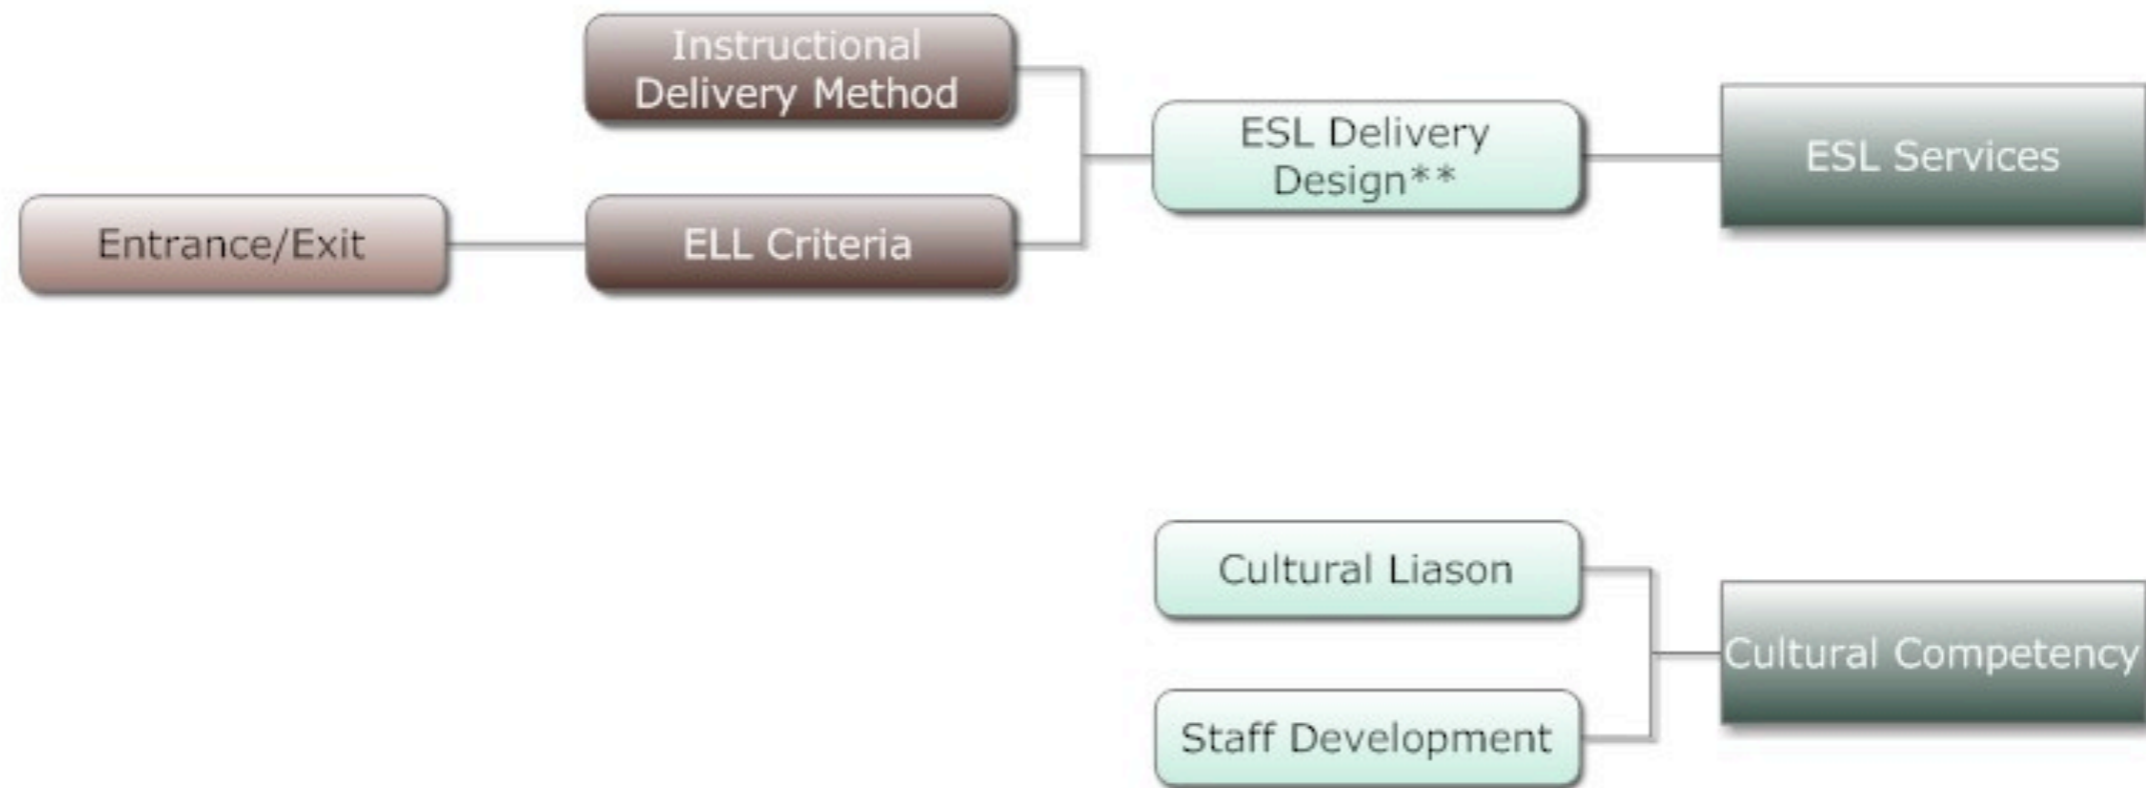 Instructional
Delivery Method
ESL Delivery
Design**
ESL Services
Entrance/Exit
ELL Criteria
Cultural Liason
Cultural Competency
Staff Development